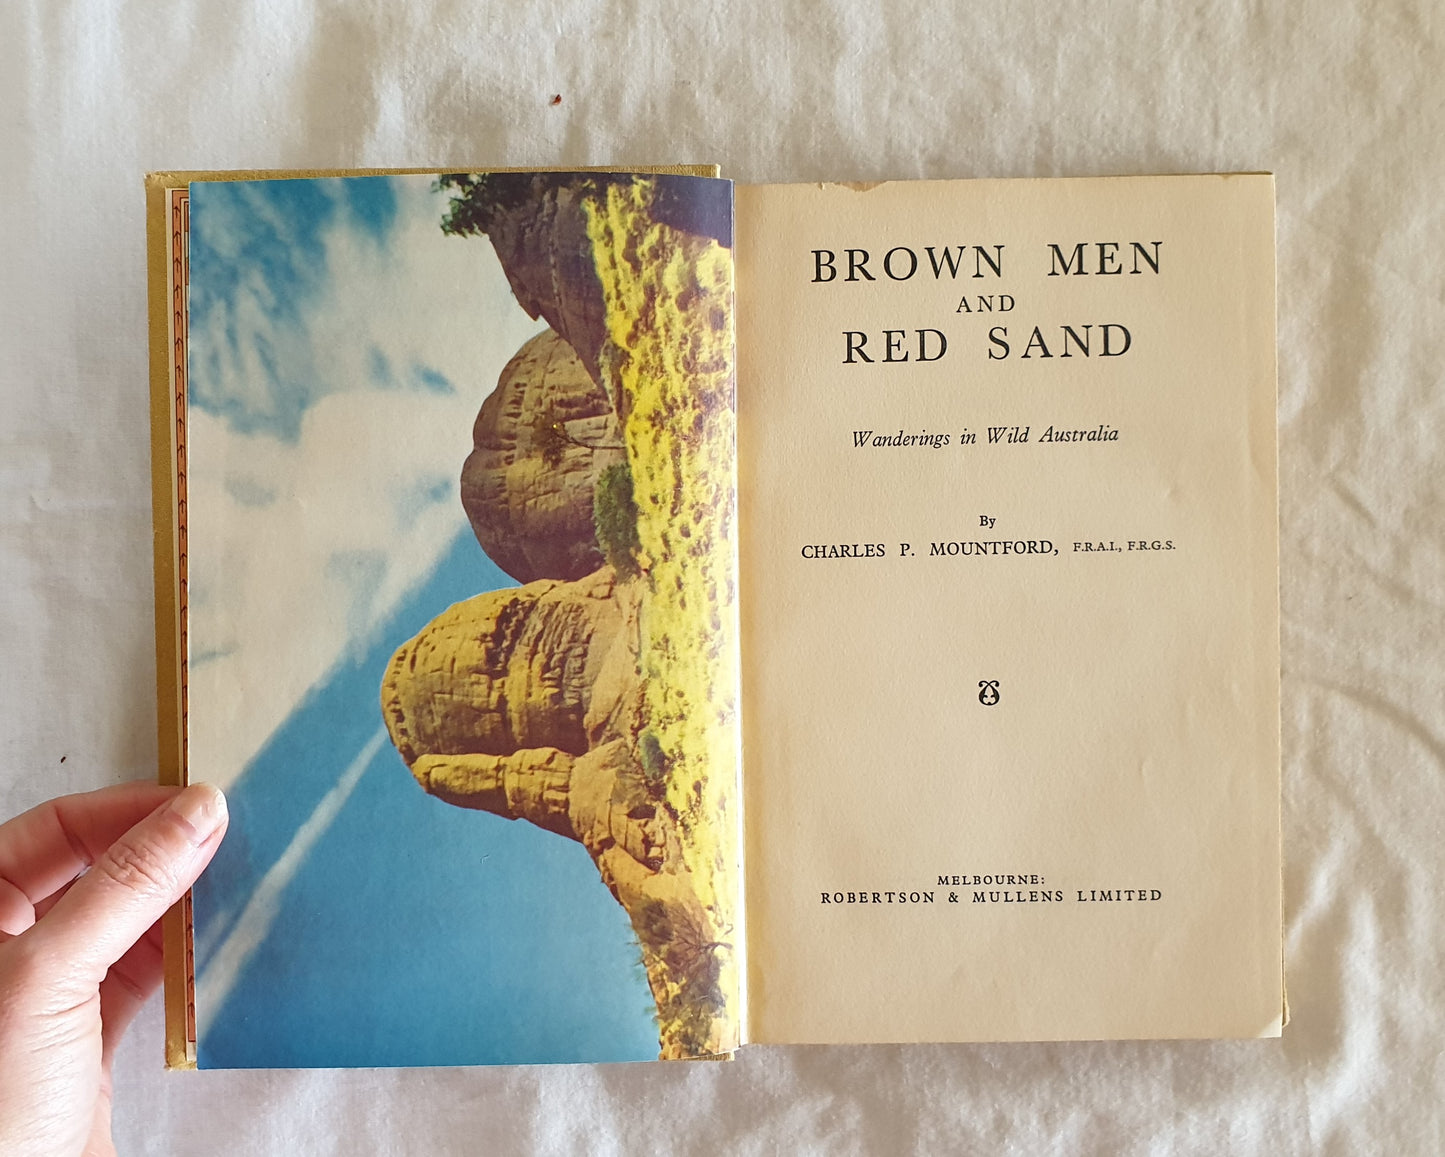 BROWN MEN
AND
RED SAND
Wanderings in Wild Australia
By
CHARLES P. MOUNTFORD, F.R.A.I., F.R.G.S.
MELBOURNE:
ROBERTSON & MULLENS LIMITED